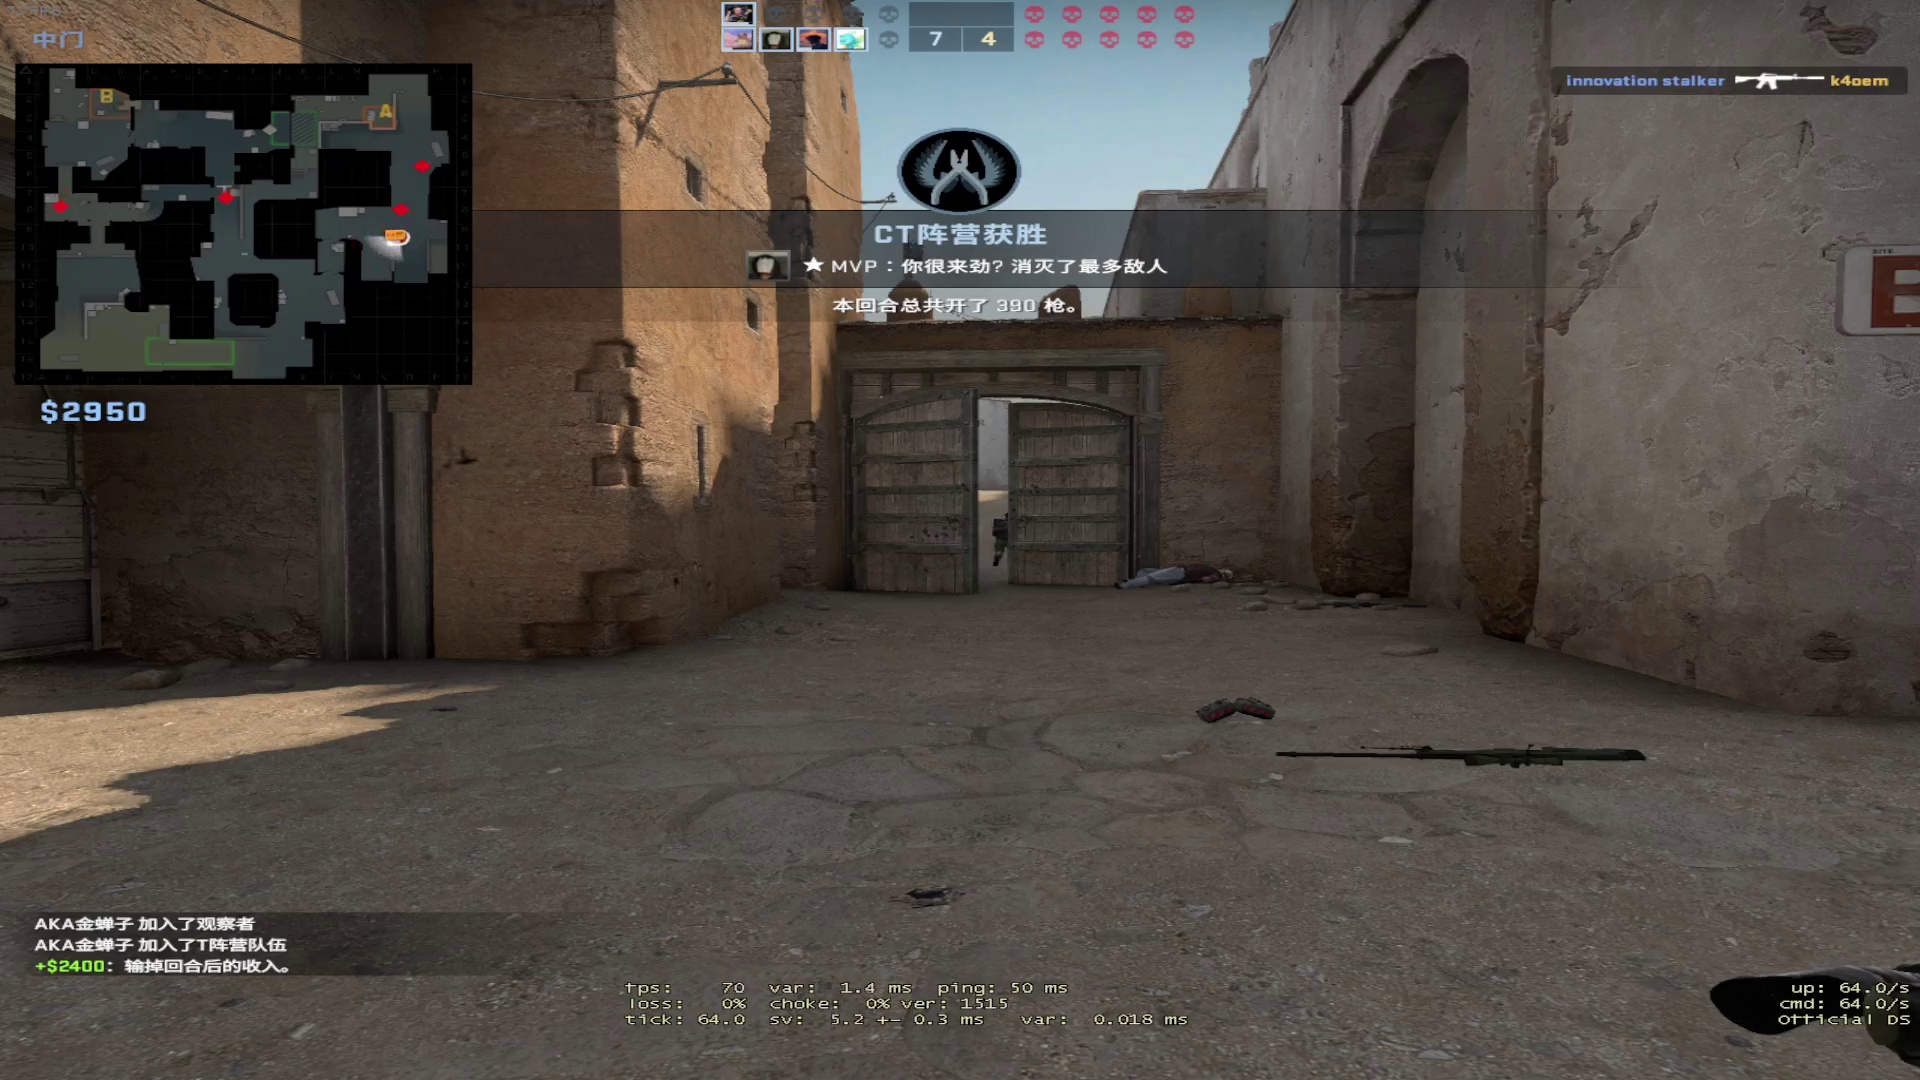 中门
7 4
innovation stalker k4oem
B
A
CT阵营获胜
★ MVP：你很来劲? 消灭了最多敌人
本回合总共开了 390 枪。
$2950
AKA金蝉子 加入了观察者
AKA金蝉子 加入了T阵营队伍
+$2400：输掉回合后的收入。
fps: 70 var: 1.4 ms ping: 50 ms
loss: 0% choke: 0% ver: 1515
tick: 64.0 sv: 5.2 +- 0.3 ms var: 0.018 ms
up: 64.0/s
cmd: 64.0/s
Official DS